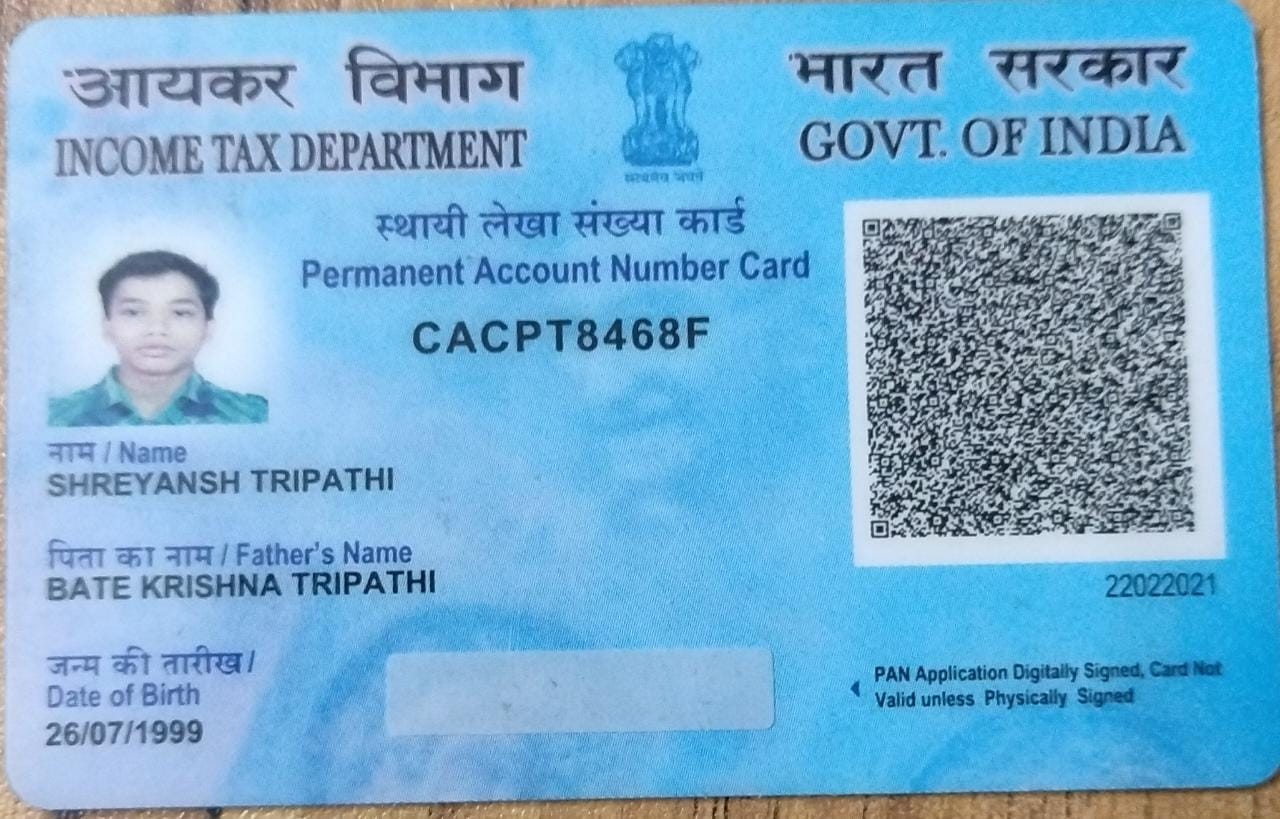 आयकर विभाग
INCOME TAX DEPARTMENT
सत्यमेव जयते
भारत सरकार
GOVT. OF INDIA
स्थायी लेखा संख्या कार्ड
Permanent Account Number Card
CACPT8468F
नाम / Name
SHREYANSH TRIPATHI
पिता का नाम / Father's Name
BATE KRISHNA TRIPATHI
जन्म की तारीख/
Date of Birth
26/07/1999
22022021
PAN Application Digitally Signed, Card Not
Valid unless Physically Signed